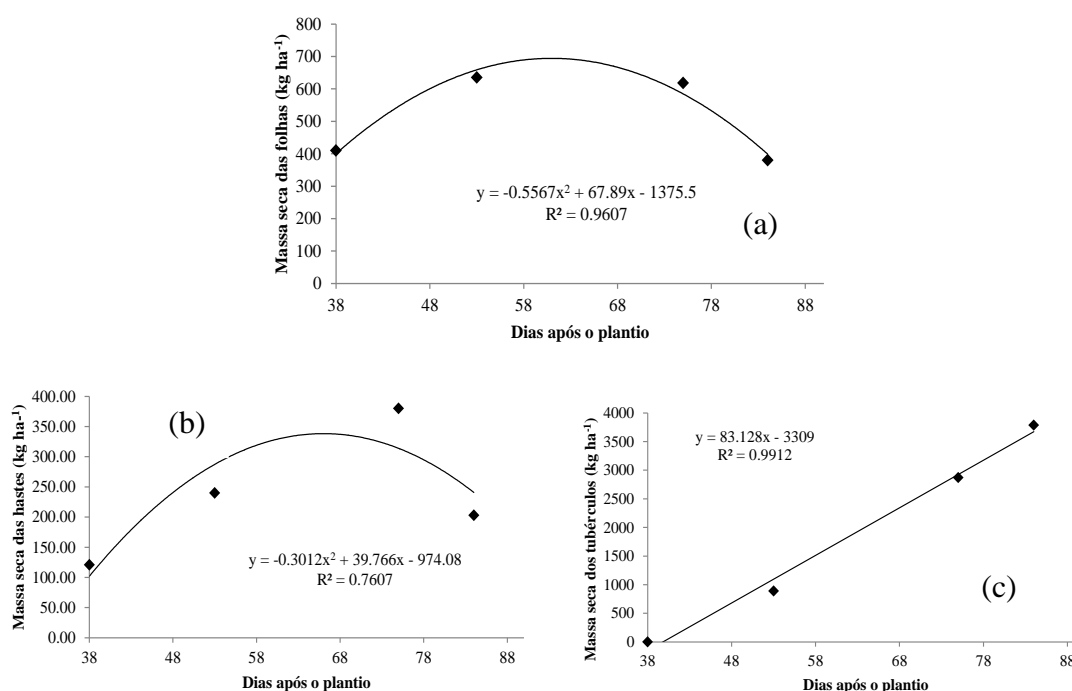 Massa seca das folhas (kg ha⁻¹)
800
700
600
500
400
300
200
100
0
y = -0.5567x² + 67.89x - 1375.5
R² = 0.9607
(a)
38 48 58 68 78 88
Dias após o plantio
Massa seca das hastes (kg ha⁻¹)
400.00
350.00
300.00
250.00
200.00
150.00
100.00
50.00
0.00
(b)
y = -0.3012x² + 39.766x - 974.08
R² = 0.7607
38 48 58 68 78 88
Dias após o plantio
Massa seca dos tubérculos (kg ha⁻¹)
4000
3500
3000
2500
2000
1500
1000
500
0
y = 83.128x - 3309
R² = 0.9912
(c)
38 48 58 68 78 88
Dias após o plantio